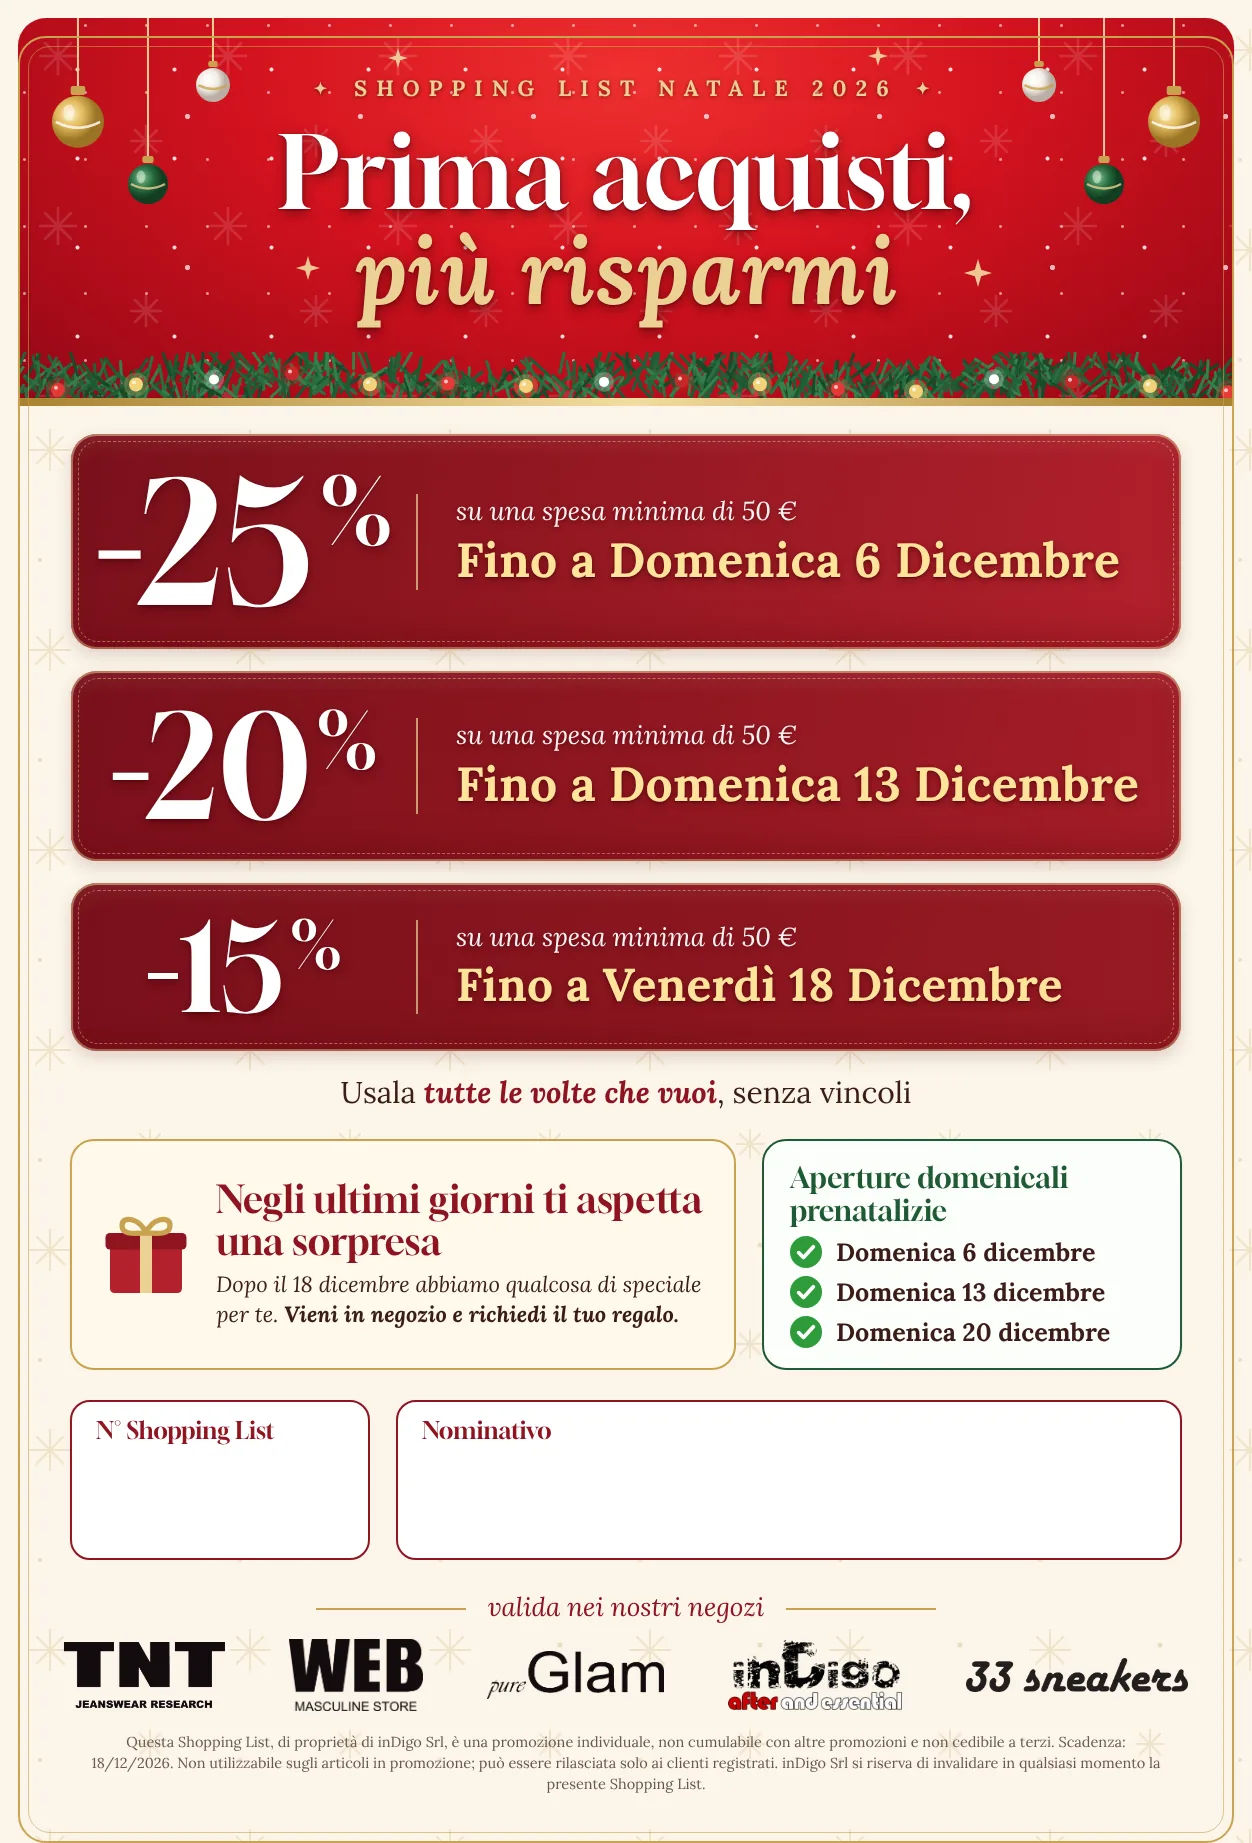 SHOPPING LIST NATALE 2026
Prima acquisti,
più risparmi
-25%
su una spesa minima di 50 €
Fino a Domenica 6 Dicembre
-20%
su una spesa minima di 50 €
Fino a Domenica 13 Dicembre
-15%
su una spesa minima di 50 €
Fino a Venerdì 18 Dicembre
Usala tutte le volte che vuoi, senza vincoli
Negli ultimi giorni ti aspetta
una sorpresa
Dopo il 18 dicembre abbiamo qualcosa di speciale
per te. Vieni in negozio e richiedi il tuo regalo.
Aperture domenicali
prenatalizie
Domenica 6 dicembre
Domenica 13 dicembre
Domenica 20 dicembre
N° Shopping List
Nominativo
valida nei nostri negozi
TNT
JEANSWEAR RESEARCH
WEB
MASCULINE STORE
pure Glam
inDigo
after and essential
33 sneakers
Questa Shopping List, di proprietà di inDigo Srl, è una promozione individuale, non cumulabile con altre promozioni e non cedibile a terzi. Scadenza:
18/12/2026. Non utilizzabile sugli articoli in promozione; può essere rilasciata solo ai clienti registrati. inDigo Srl si riserva di invalidare in qualsiasi momento la
presente Shopping List.